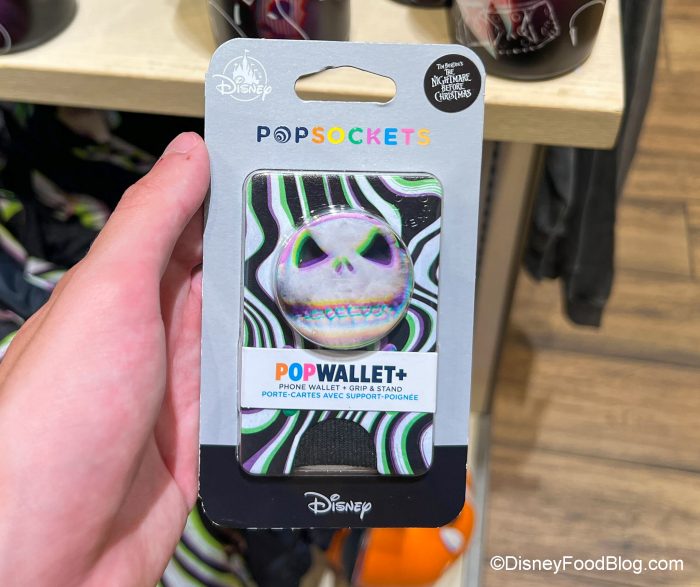 Disney
TIM BURTON'S
THE
NIGHTMARE
BEFORE
CHRISTMAS
POPSOCKETS
POPWALLET+
PHONE WALLET + GRIP & STAND
PORTE-CARTES AVEC SUPPORT-POIGNÉE
Disney
©DisneyFoodBlog.com